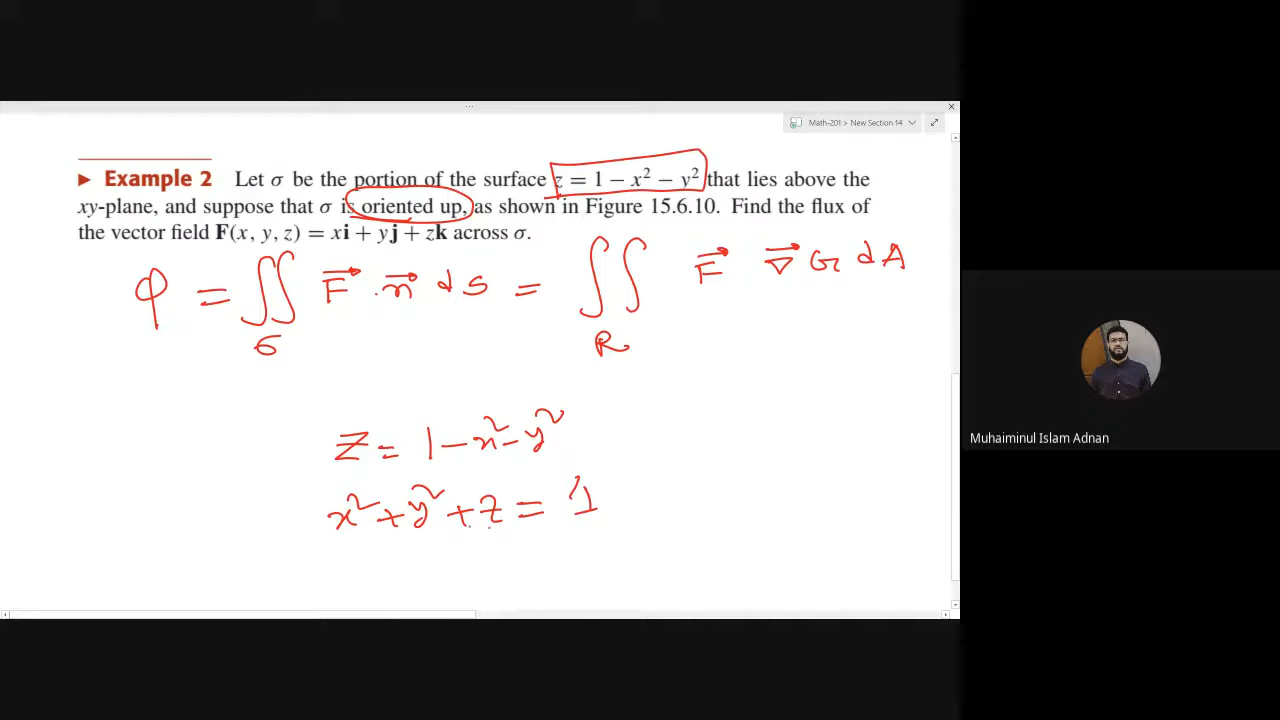 Math-201 > New Section 14
► Example 2 Let σ be the portion of the surface z = 1 − x² − y² that lies above the
xy-plane, and suppose that σ is oriented up, as shown in Figure 15.6.10. Find the flux of
the vector field F(x, y, z) = xi + yj + zk across σ.
φ = ∬_σ F⃗ . n⃗ dS = ∬_R F⃗ ∇⃗ G dA
z = 1 − x² − y²
x² + y² + z = 1
Muhaiminul Islam Adnan